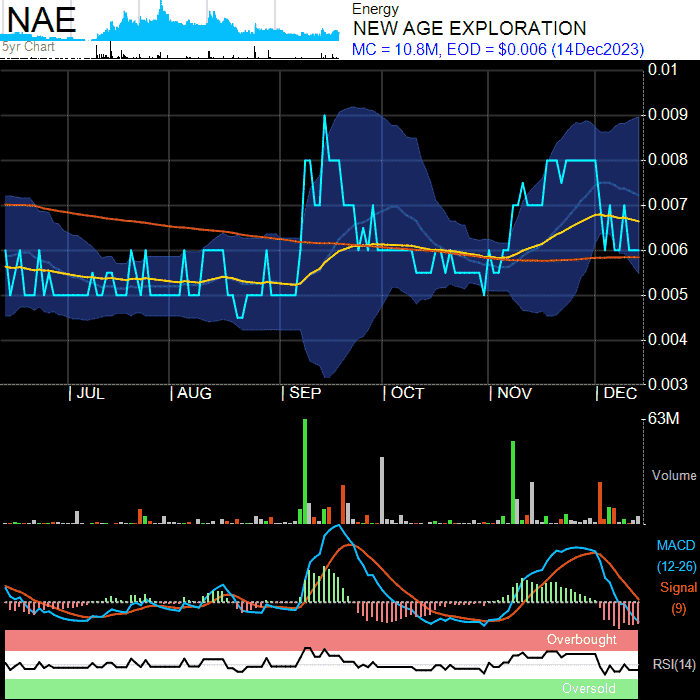 NAE
5yr Chart
Energy
NEW AGE EXPLORATION
MC = 10.8M, EOD = $0.006 (14Dec2023)
0.01
0.009
0.008
0.007
0.006
0.005
0.004
0.003
| JUL | AUG | SEP | OCT | NOV | DEC
63M
Volume
MACD
(12-26)
Signal
(9)
Overbought
RSI(14)
Oversold